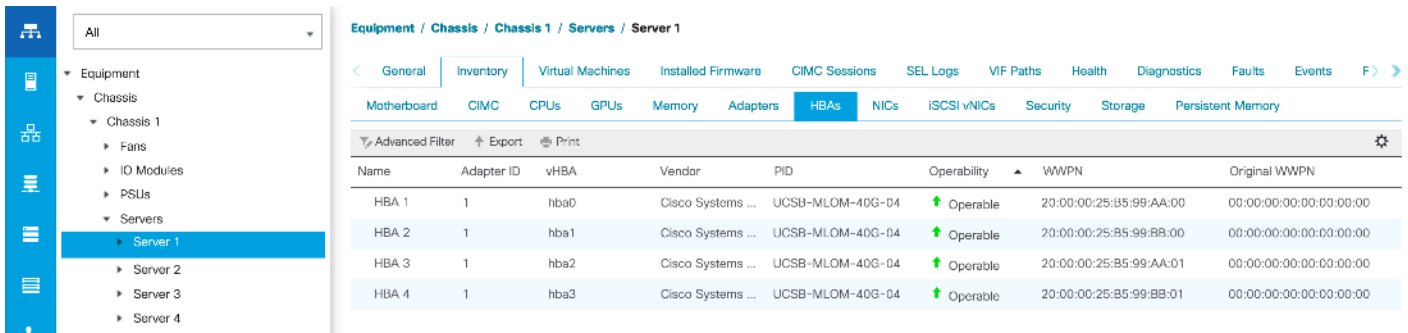 All
Equipment
Chassis
Chassis 1
Fans
IO Modules
PSUs
Servers
Server 1
Server 2
Server 3
Server 4
Equipment / Chassis / Chassis 1 / Servers / Server 1
General Inventory Virtual Machines Installed Firmware CIMC Sessions SEL Logs VIF Paths Health Diagnostics Faults Events F
Motherboard CIMC CPUs GPUs Memory Adapters HBAs NICs iSCSI vNICs Security Storage Persistent Memory
Advanced Filter Export Print
Name Adapter ID vHBA Vendor PID Operability WWPN Original WWPN
HBA 1 1 hba0 Cisco Systems ... UCSB-MLOM-40G-04 Operable 20:00:00:25:B5:99:AA:00 00:00:00:00:00:00:00:00
HBA 2 1 hba1 Cisco Systems ... UCSB-MLOM-40G-04 Operable 20:00:00:25:B5:99:BB:00 00:00:00:00:00:00:00:00
HBA 3 1 hba2 Cisco Systems ... UCSB-MLOM-40G-04 Operable 20:00:00:25:B5:99:AA:01 00:00:00:00:00:00:00:00
HBA 4 1 hba3 Cisco Systems ... UCSB-MLOM-40G-04 Operable 20:00:00:25:B5:99:BB:01 00:00:00:00:00:00:00:00